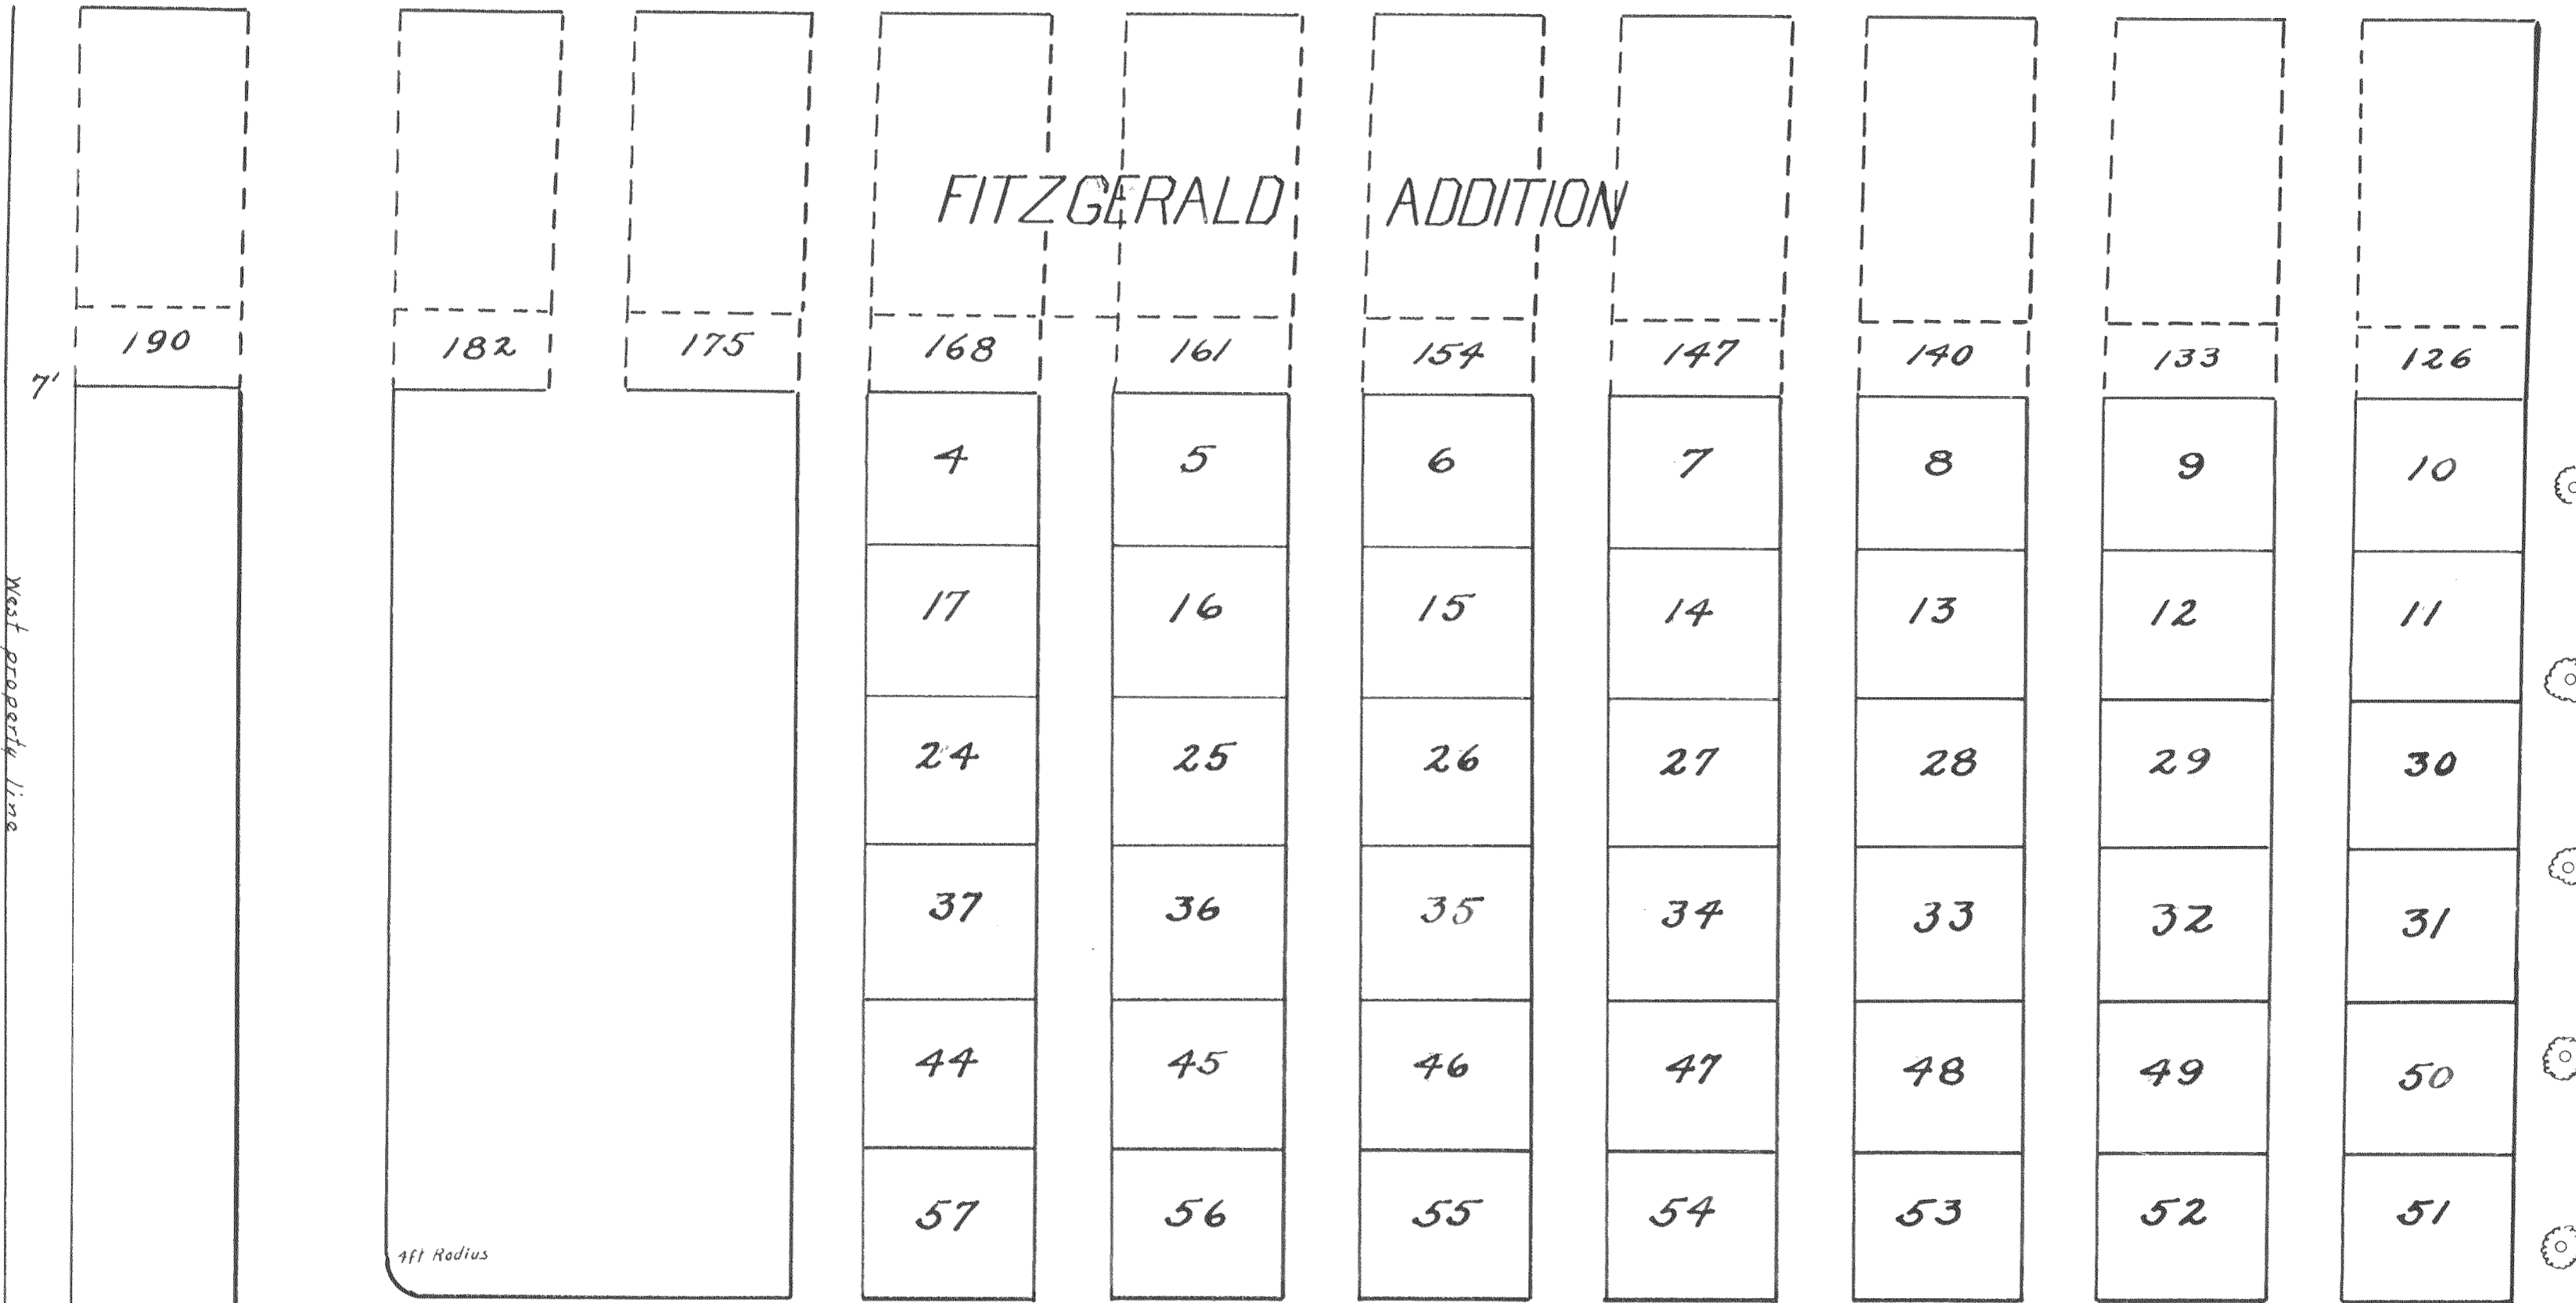 FITZGERALD ADDITION
190 182 175 168 161 154 147 140 133 126
7'
4 5 6 7 8 9 10
17 16 15 14 13 12 11
West property line
24 25 26 27 28 29 30
37 36 35 34 33 32 31
44 45 46 47 48 49 50
57 56 55 54 53 52 51
4ft Radius